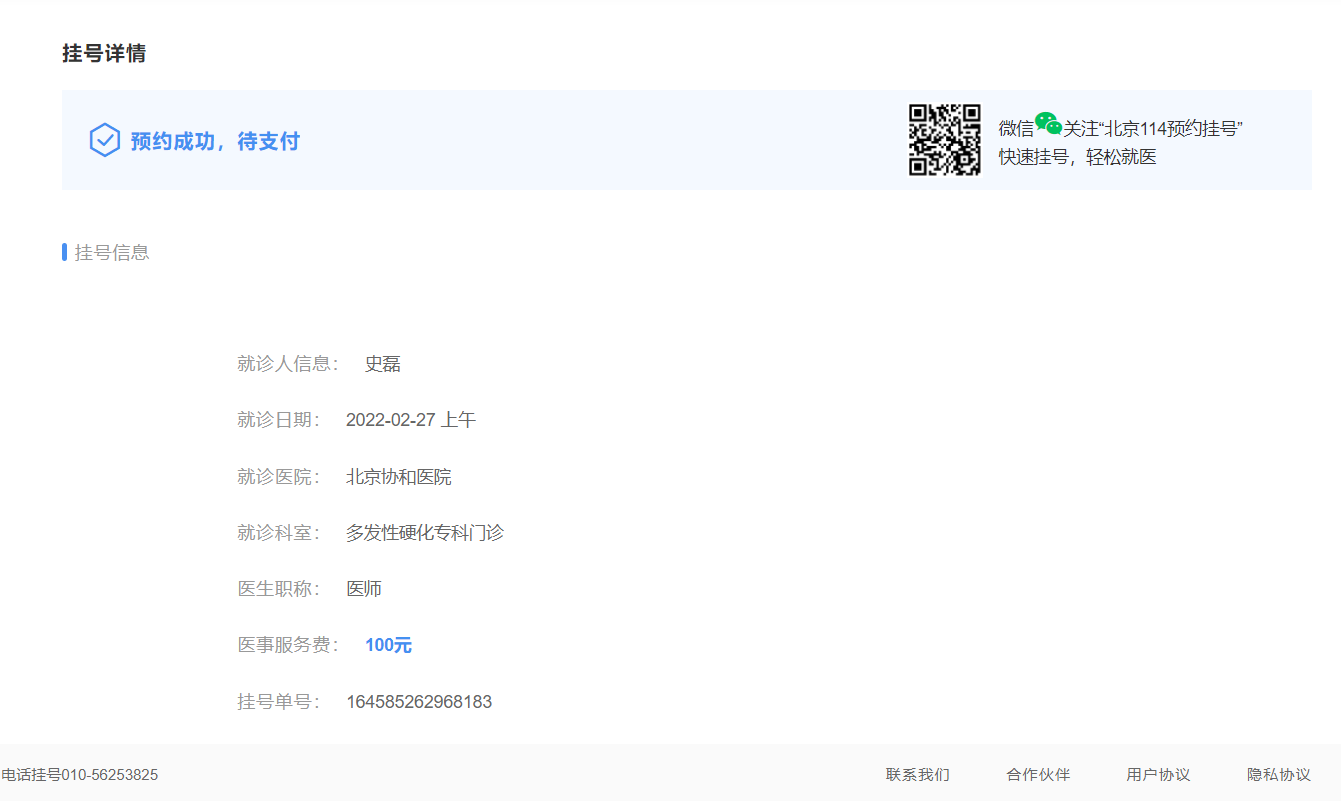 挂号详情
预约成功，待支付
微信关注“北京114预约挂号”
快速挂号，轻松就医
挂号信息
就诊人信息： 史磊
就诊日期： 2022-02-27 上午
就诊医院： 北京协和医院
就诊科室： 多发性硬化专科门诊
医生职称： 医师
医事服务费： 100元
挂号单号： 164585262968183
电话挂号010-56253825 联系我们 合作伙伴 用户协议 隐私协议